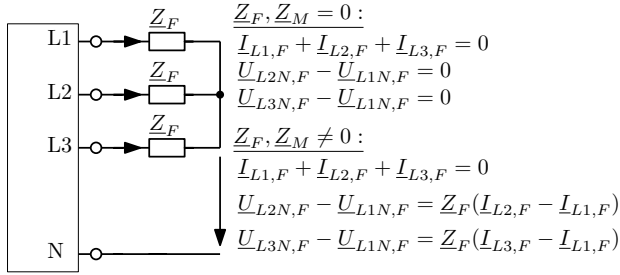 L1
Z_F
L2
Z_F
L3
Z_F
N
Z_F, Z_M = 0 :
I_{L1,F} + I_{L2,F} + I_{L3,F} = 0
U_{L2N,F} − U_{L1N,F} = 0
U_{L3N,F} − U_{L1N,F} = 0
Z_F, Z_M ≠ 0 :
I_{L1,F} + I_{L2,F} + I_{L3,F} = 0
U_{L2N,F} − U_{L1N,F} = Z_F(I_{L2,F} − I_{L1,F})
U_{L3N,F} − U_{L1N,F} = Z_F(I_{L3,F} − I_{L1,F})